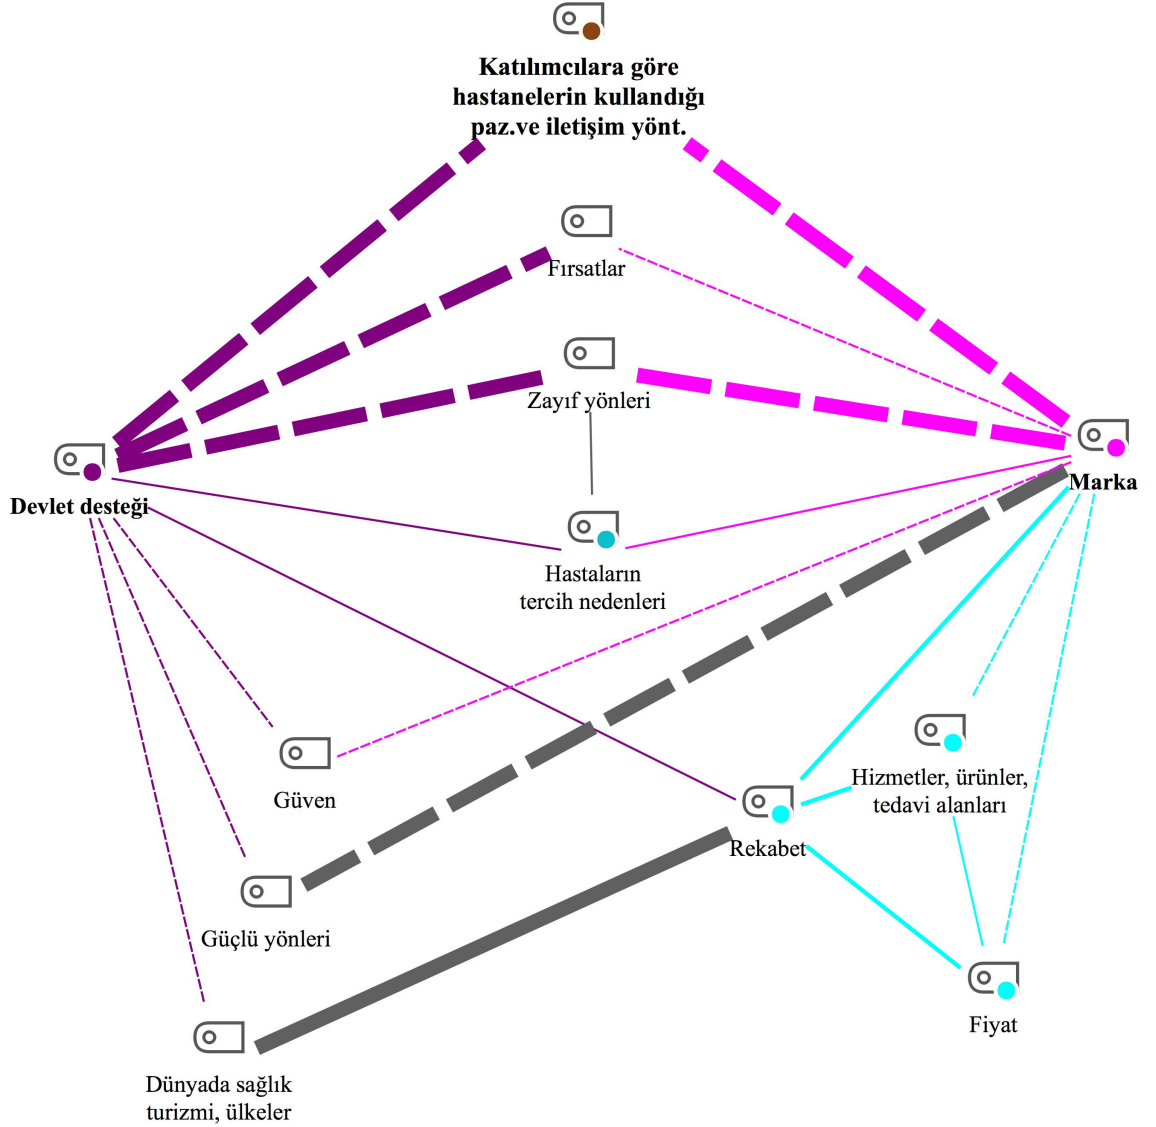 Katılımcılara göre
hastanelerin kullandığı
paz.ve iletişim yönt.
Fırsatlar
Zayıf yönleri
Devlet desteği
Marka
Hastaların
tercih nedenleri
Güven
Hizmetler, ürünler,
tedavi alanları
Rekabet
Güçlü yönleri
Fiyat
Dünyada sağlık
turizmi, ülkeler